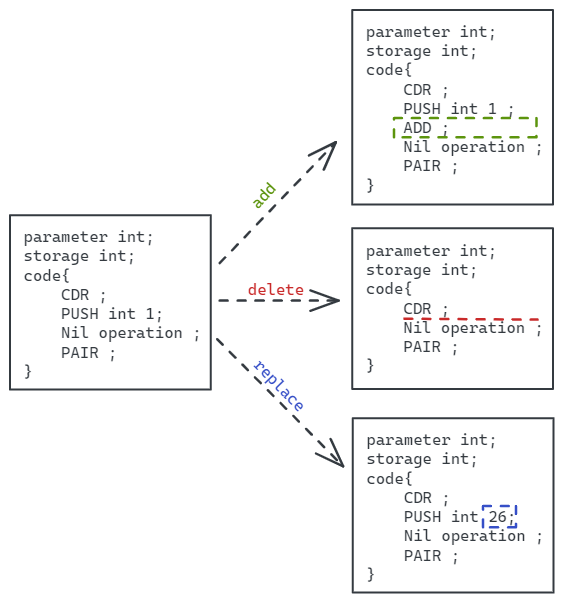 parameter int;
storage int;
code{
CDR ;
PUSH int 1;
Nil operation ;
PAIR ;
}
add
parameter int;
storage int;
code{
CDR ;
PUSH int 1 ;
ADD ;
Nil operation ;
PAIR ;
}
delete
parameter int;
storage int;
code{
CDR ;
Nil operation ;
PAIR ;
}
replace
parameter int;
storage int;
code{
CDR ;
PUSH int 26;
Nil operation ;
PAIR ;
}